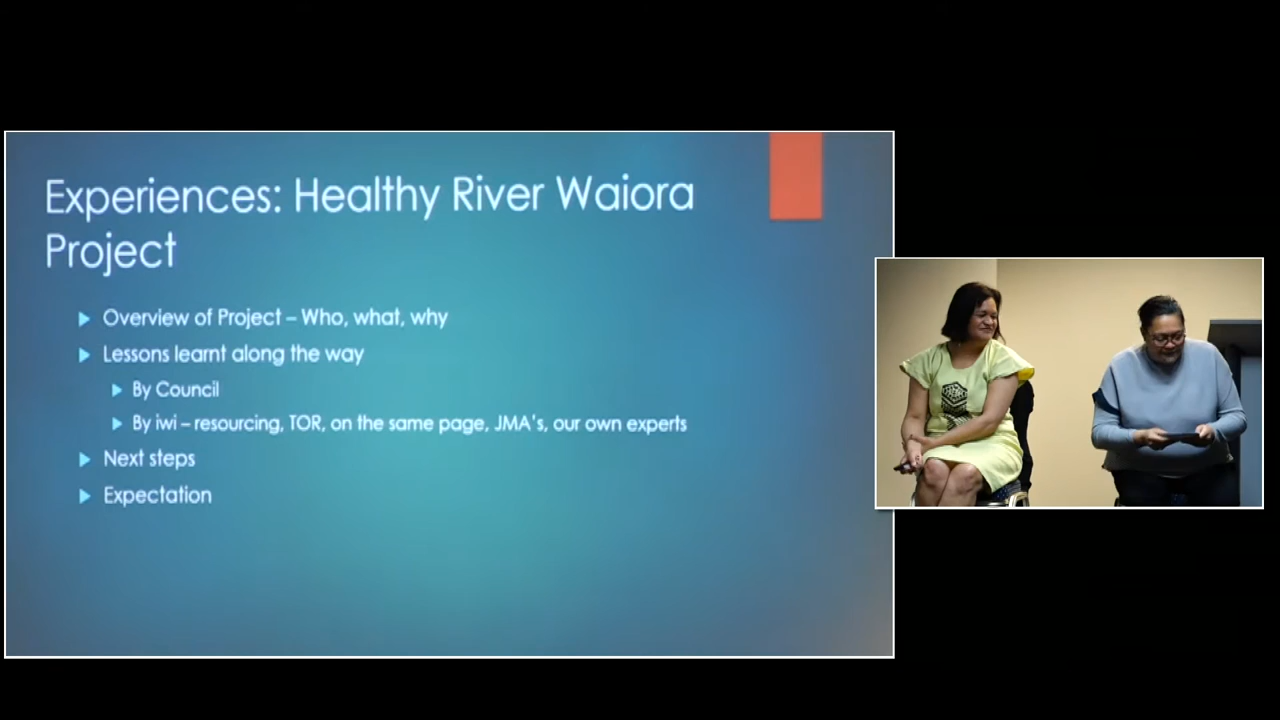 Experiences: Healthy River Waiora
Project
Overview of Project – Who, what, why
Lessons learnt along the way
By Council
By iwi – resourcing, TOR, on the same page, JMA's, our own experts
Next steps
Expectation